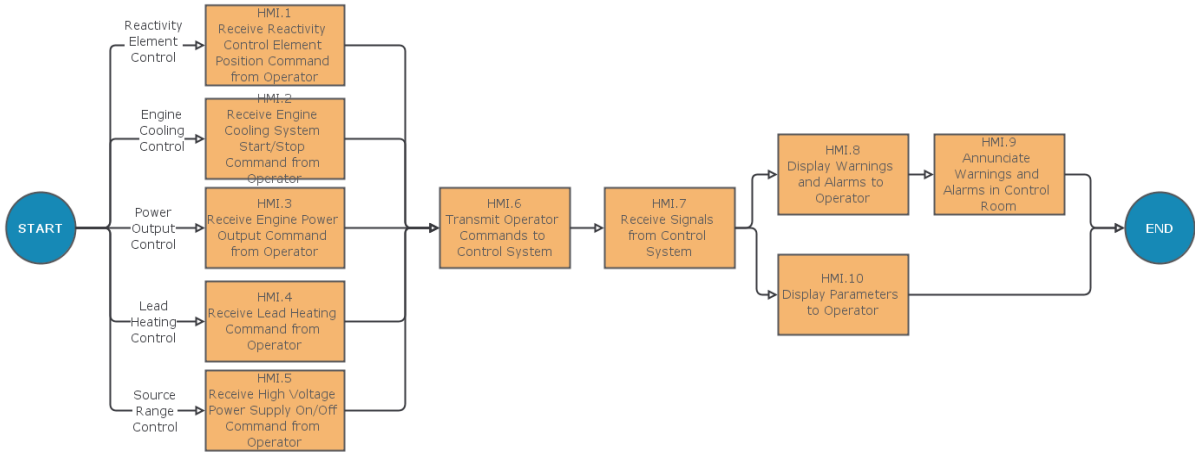 START
Reactivity
Element
Control
HMI.1
Receive Reactivity
Control Element
Position Command
from Operator
Engine
Cooling
Control
HMI.2
Receive Engine
Cooling System
Start/Stop
Command from
Operator
Power
Output
Control
HMI.3
Receive Engine Power
Output Command
from Operator
Lead
Heating
Control
HMI.4
Receive Lead Heating
Command from
Operator
Source
Range
Control
HMI.5
Receive High Voltage
Power Supply On/Off
Command from
Operator
HMI.6
Transmit Operator
Commands to
Control System
HMI.7
Receive Signals
from Control
System
HMI.8
Display Warnings
and Alarms to
Operator
HMI.9
Annunciate
Warnings and
Alarms in Control
Room
HMI.10
Display Parameters
to Operator
END